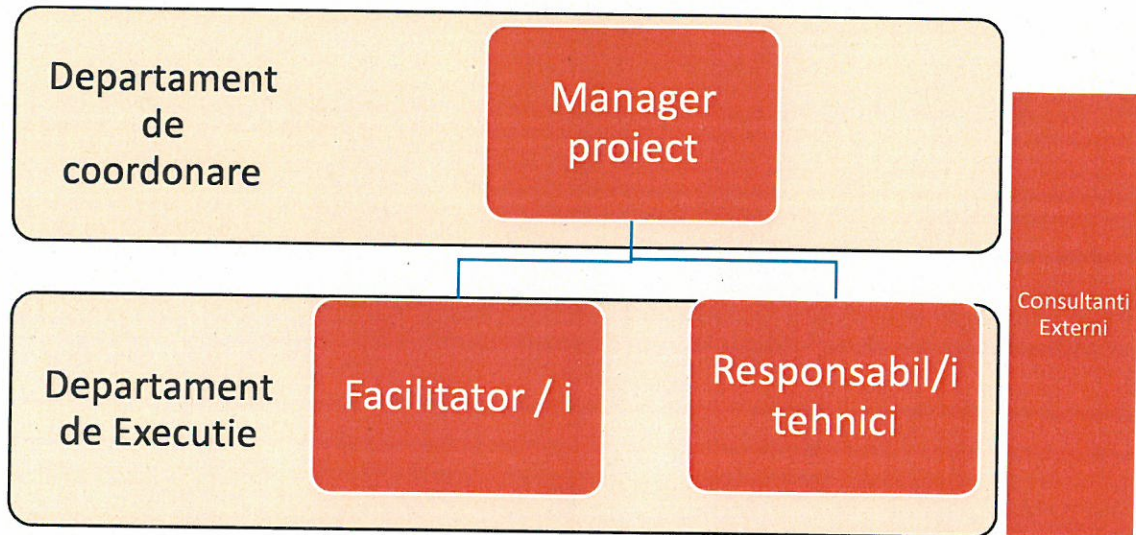 Departament
de
coordonare
Manager
proiect
Consultanti
Externi
Departament
de Executie
Facilitator / i
Responsabil/i
tehnici